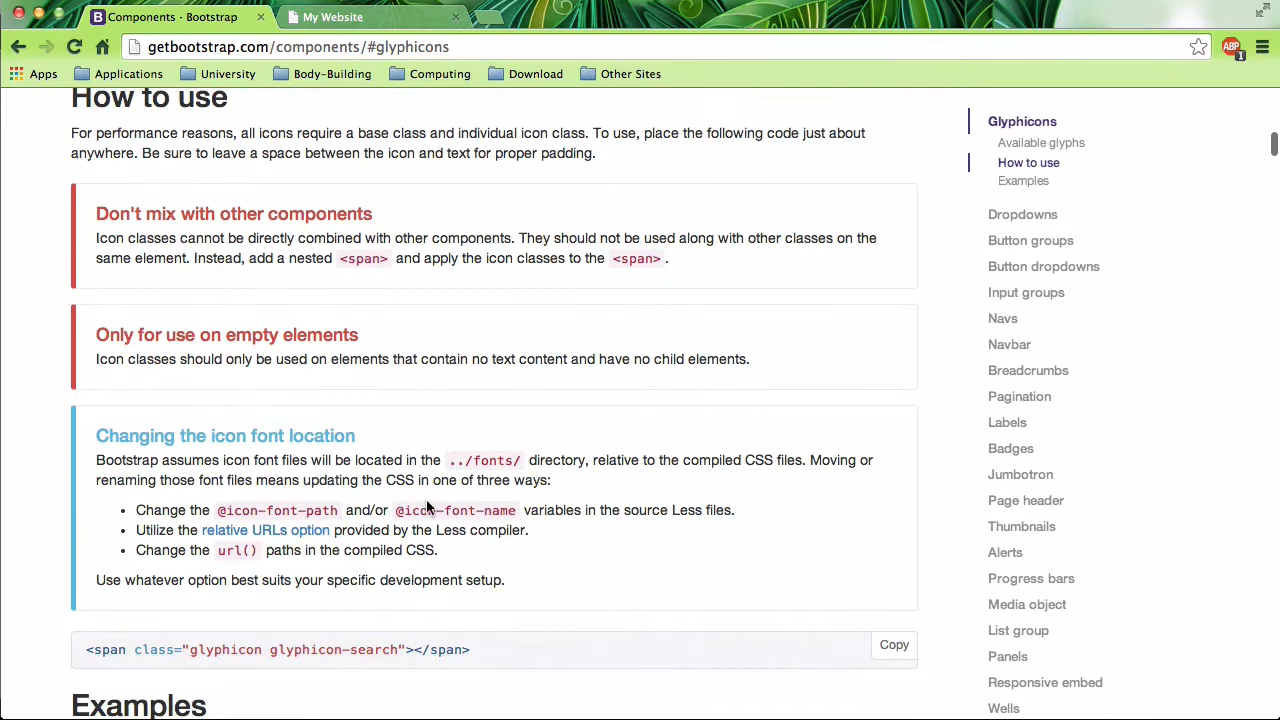 Components · Bootstrap
My Website
getbootstrap.com/components/#glyphicons
ABP
1
Apps
Applications
University
Body-Building
Computing
Download
Other Sites
How to use
For performance reasons, all icons require a base class and individual icon class. To use, place the following code just about
anywhere. Be sure to leave a space between the icon and text for proper padding.
Don't mix with other components
Icon classes cannot be directly combined with other components. They should not be used along with other classes on the
same element. Instead, add a nested <span> and apply the icon classes to the <span>.
Only for use on empty elements
Icon classes should only be used on elements that contain no text content and have no child elements.
Changing the icon font location
Bootstrap assumes icon font files will be located in the ../fonts/ directory, relative to the compiled CSS files. Moving or
renaming those font files means updating the CSS in one of three ways:
• Change the @icon-font-path and/or @icon-font-name variables in the source Less files.
• Utilize the relative URLs option provided by the Less compiler.
• Change the url() paths in the compiled CSS.
Use whatever option best suits your specific development setup.
<span class="glyphicon glyphicon-search"></span>
Copy
Examples
Glyphicons
Available glyphs
How to use
Examples
Dropdowns
Button groups
Button dropdowns
Input groups
Navs
Navbar
Breadcrumbs
Pagination
Labels
Badges
Jumbotron
Page header
Thumbnails
Alerts
Progress bars
Media object
List group
Panels
Responsive embed
Wells